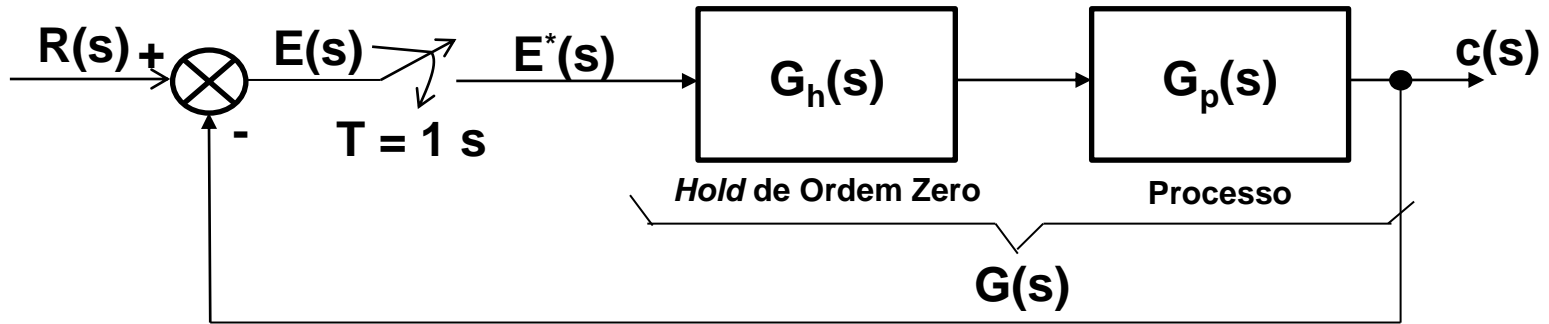 R(s) + E(s) E*(s) Gh(s) Gp(s) c(s)
-
T = 1 s
Hold de Ordem Zero Processo
G(s)